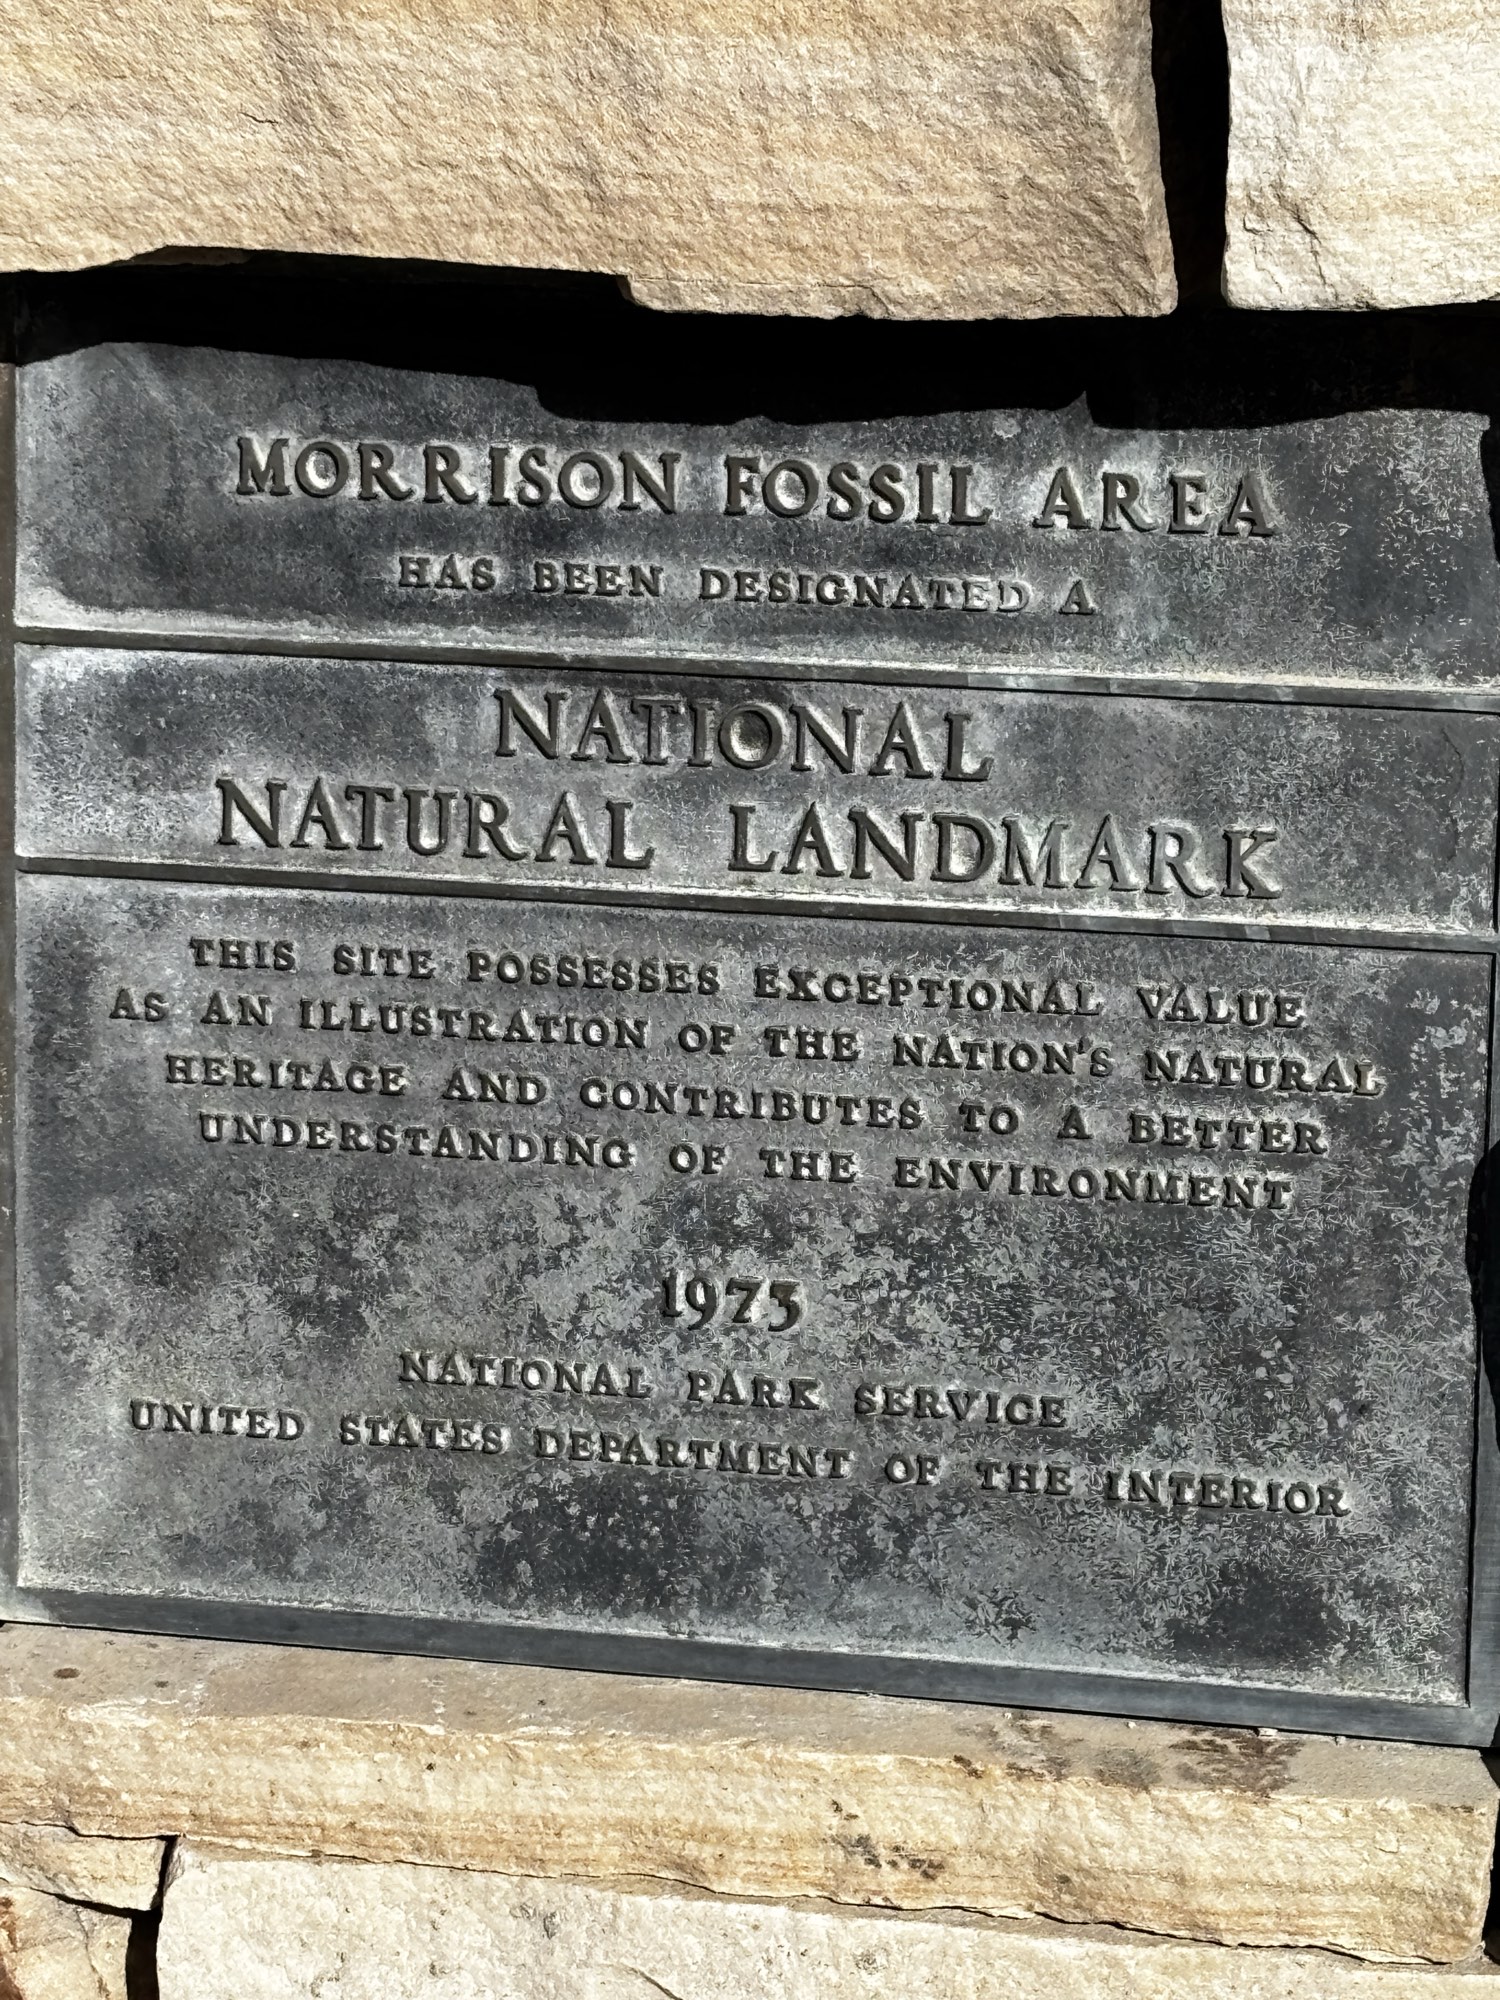 MORRISON FOSSIL AREA
HAS BEEN DESIGNATED A
NATIONAL
NATURAL LANDMARK
THIS SITE POSSESSES EXCEPTIONAL VALUE
AS AN ILLUSTRATION OF THE NATION'S NATURAL
HERITAGE AND CONTRIBUTES TO A BETTER
UNDERSTANDING OF THE ENVIRONMENT
1973
NATIONAL PARK SERVICE
UNITED STATES DEPARTMENT OF THE INTERIOR